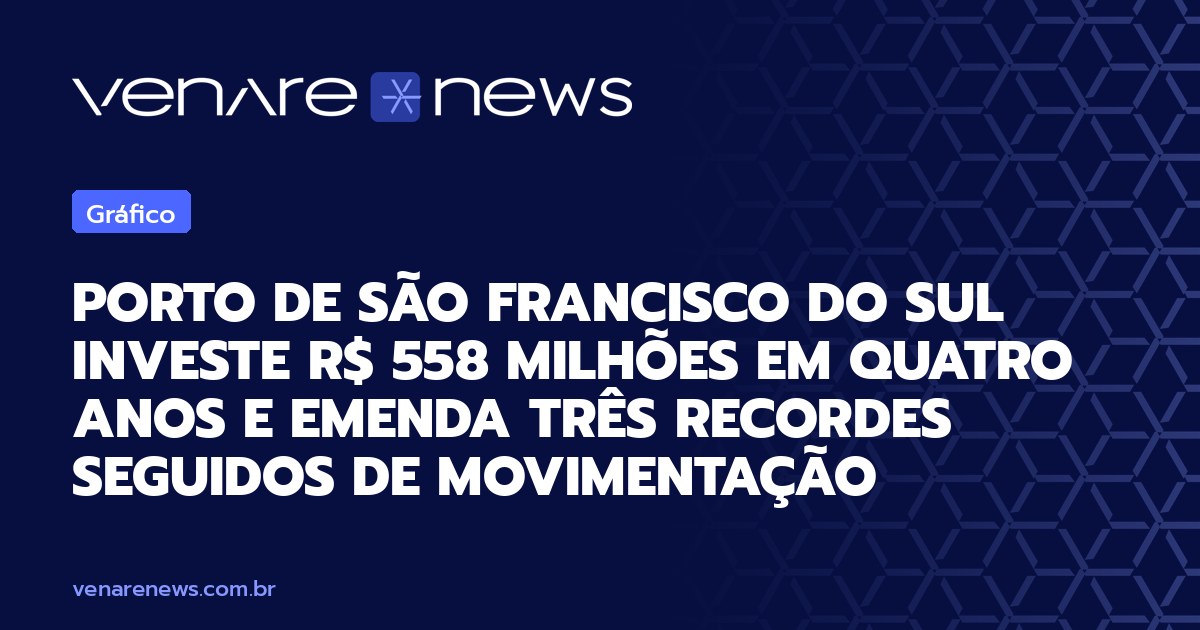 venare news
Gráfico
PORTO DE SÃO FRANCISCO DO SUL
INVESTE R$ 558 MILHÕES EM QUATRO
ANOS E EMENDA TRÊS RECORDES
SEGUIDOS DE MOVIMENTAÇÃO
venarenews.com.br